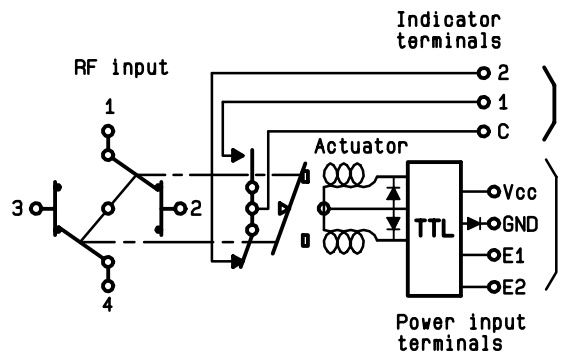 Indicator
terminals
RF input
2
1
1
C
Actuator
Vcc
3
2
TTL
GND
E1
E2
4
Power input
terminals